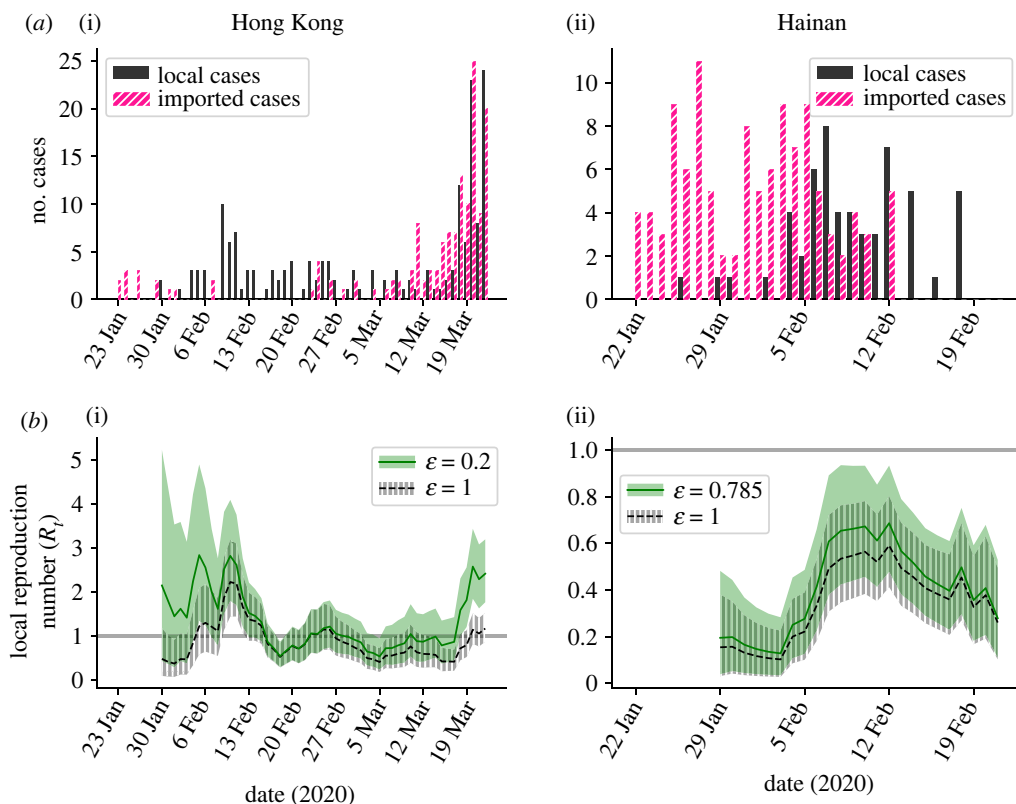 (a) (i) Hong Kong
(ii) Hainan
no. cases
25
20
15
10
5
0
local cases
imported cases
23 Jan
30 Jan
6 Feb
13 Feb
20 Feb
27 Feb
5 Mar
12 Mar
19 Mar
10
8
6
4
2
0
local cases
imported cases
22 Jan
29 Jan
5 Feb
12 Feb
19 Feb
(b) (i)
(ii)
local reproduction
number (Rt)
5
4
3
2
1
0
ε = 0.2
ε = 1
23 Jan
30 Jan
6 Feb
13 Feb
20 Feb
27 Feb
5 Mar
12 Mar
19 Mar
date (2020)
1.0
0.8
0.6
0.4
0.2
0
ε = 0.785
ε = 1
22 Jan
29 Jan
5 Feb
12 Feb
19 Feb
date (2020)